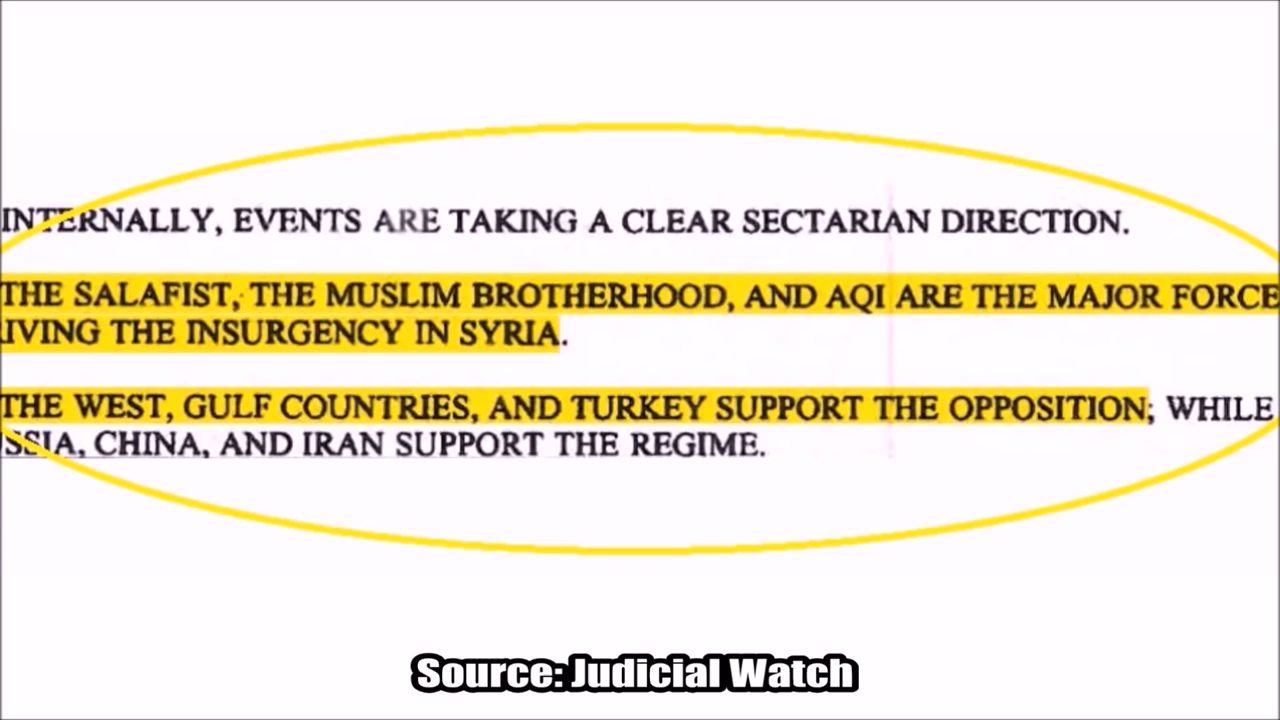 INTERNALLY, EVENTS ARE TAKING A CLEAR SECTARIAN DIRECTION.
THE SALAFIST, THE MUSLIM BROTHERHOOD, AND AQI ARE THE MAJOR FORCE
IVING THE INSURGENCY IN SYRIA.
THE WEST, GULF COUNTRIES, AND TURKEY SUPPORT THE OPPOSITION; WHILE
SSIA, CHINA, AND IRAN SUPPORT THE REGIME.
Source: Judicial Watch